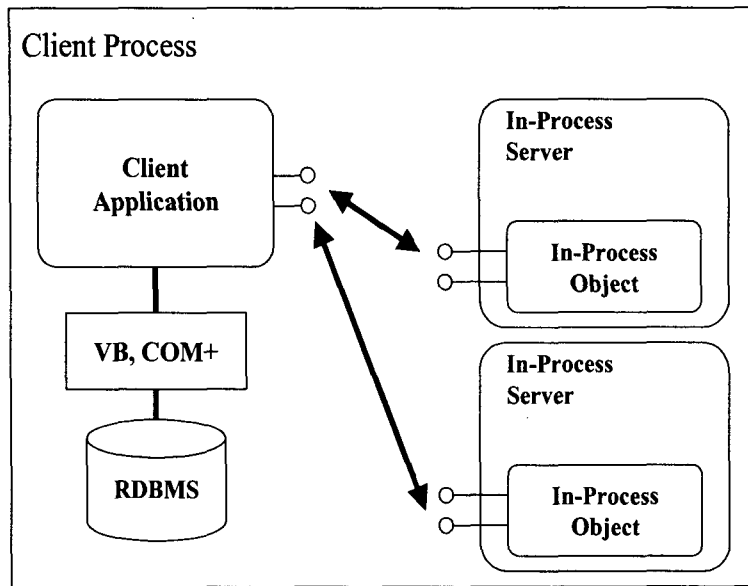 Client Process
Client
Application
VB, COM+
RDBMS
In-Process
Server
In-Process
Object
In-Process
Server
In-Process
Object